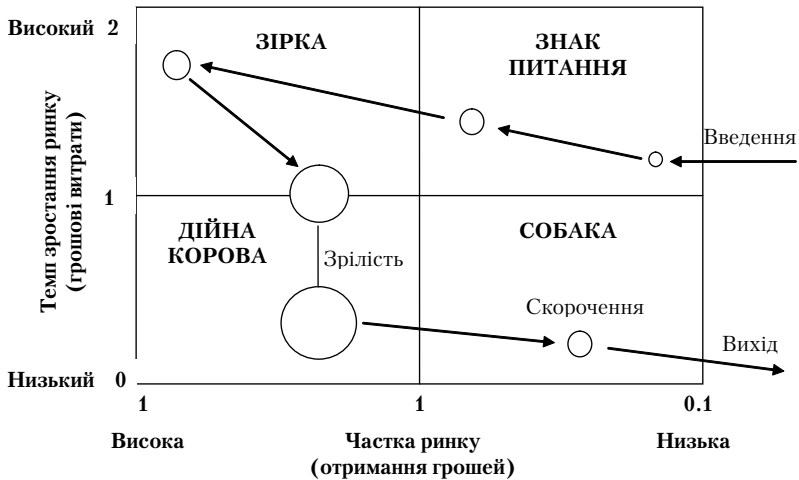 Високий
2
ЗІРКА
ЗНАК
ПИТАННЯ
Введення
Темп зростання ринку
(грошові витрати)
1
ДІЙНА
КОРОВА
СОБАКА
Зрілість
Скорочення
Вихід
Низький
0
1
1
0.1
Висока
Частка ринку
Низька
(отримання грошей)